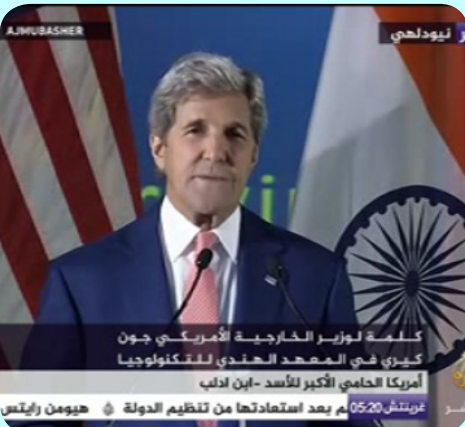 AJMUBASHER
نيودلهي
كلمة لوزير الخارجية الأمريكي جون
كيري في المعهد الهندي للتكنولوجيا
أمريكا الحامي الأكبر للأسد -ابن ادلب
غرينتش 05:20
م بعد استعادتها من تنظيم الدولة هيومن رايتس